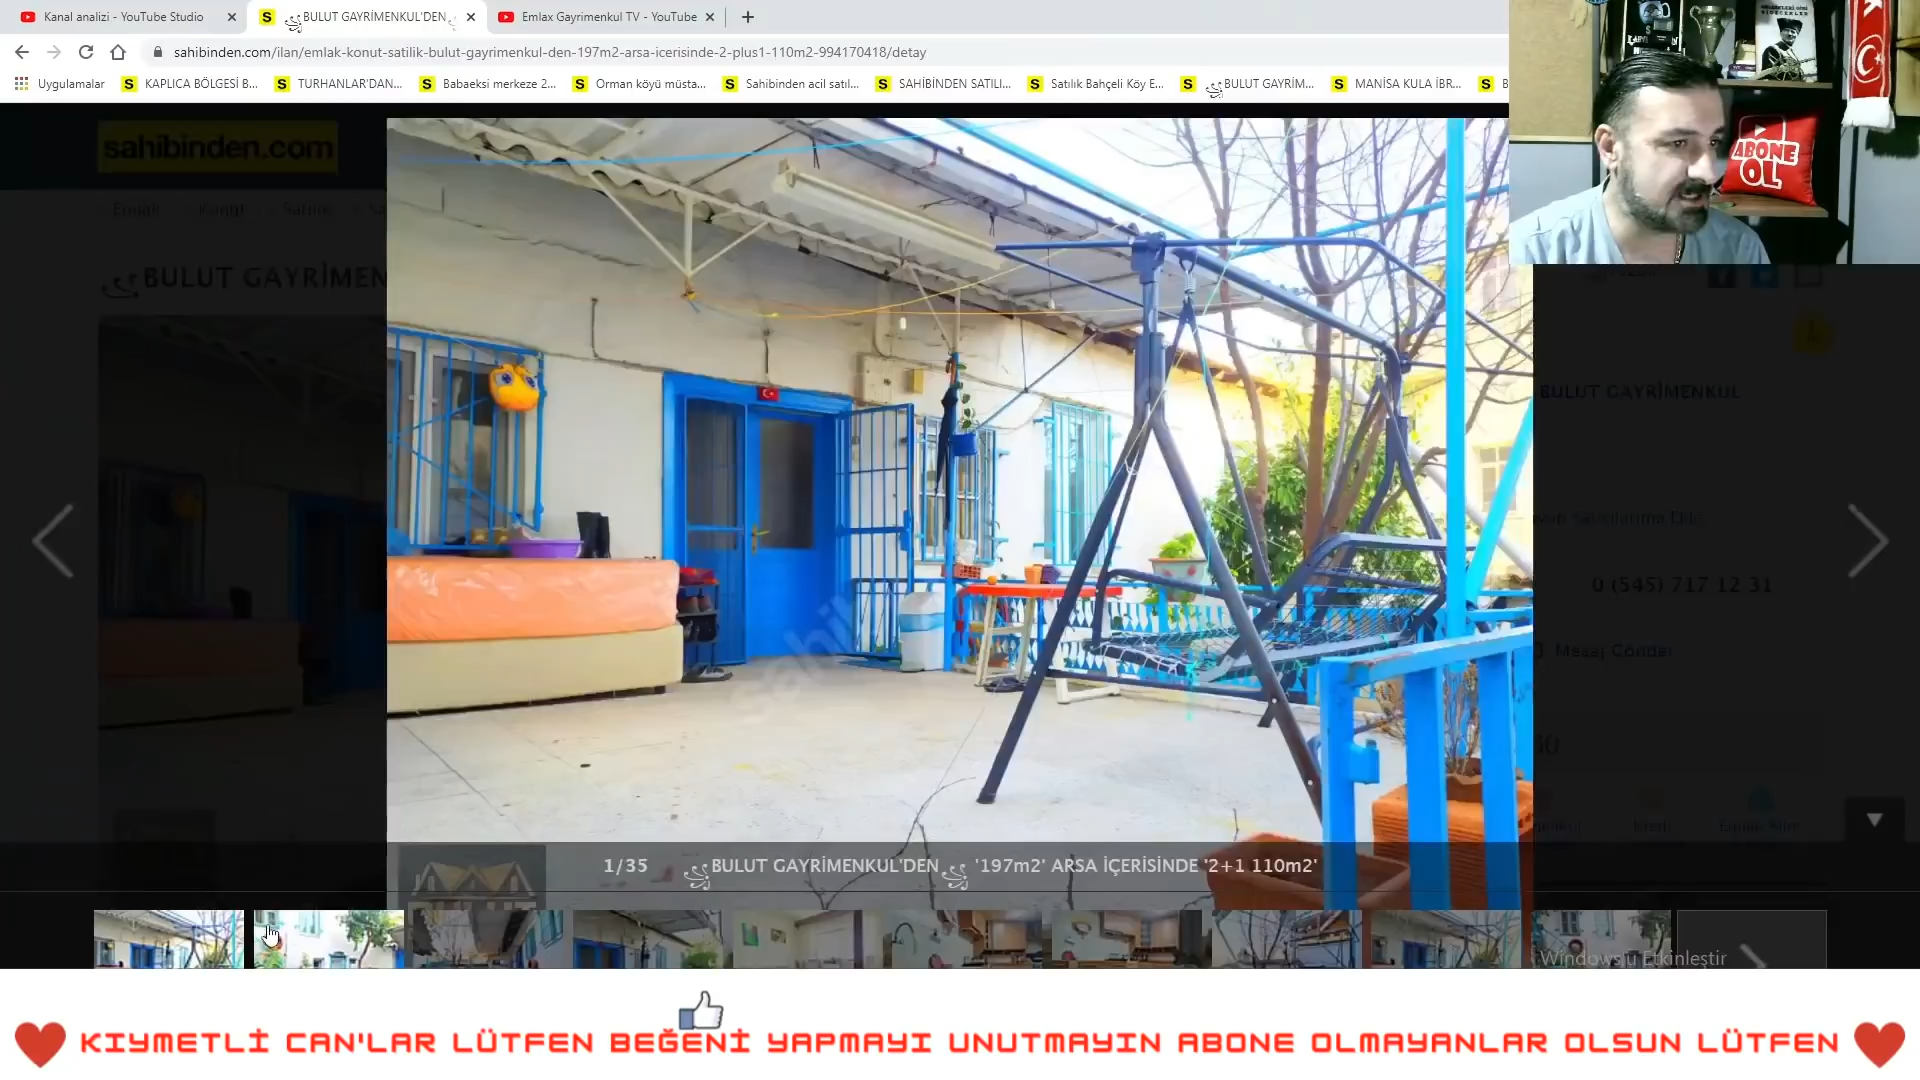 Kanal analizi - YouTube Studio
BULUT GAYRİMENKUL'DEN
Emlax Gayrimenkul TV - YouTube
sahibinden.com/ilan/emlak-konut-satilik-bulut-gayrimenkul-den-197m2-arsa-icerisinde-2-plus1-110m2-994170418/detay
Uygulamalar
KAPLICA BÖLGESİ B...
TURHANLAR'DAN...
Babaeksi merkeze 2...
Orman köyü müsta...
Sahibinden acil satıl...
SAHİBİNDEN SATILI...
Satılık Bahçeli Köy E...
BULUT GAYRİM...
MANİSA KULA İBR...
sahibinden.com
ABONE
OL
BULUT GAYRİMEN
BULUT GAYRİMENKUL
0 (545) 717 12 31
Mesaj Gönder
1/35
BULUT GAYRİMENKUL'DEN '197m2' ARSA İÇERİSİNDE '2+1 110m2'
Windows'u Etkinleştir
KIYMETLİ CAN'LAR LÜTFEN BEĞENİ YAPMAYI UNUTMAYIN ABONE OLMAYANLAR OLSUN LÜTFEN